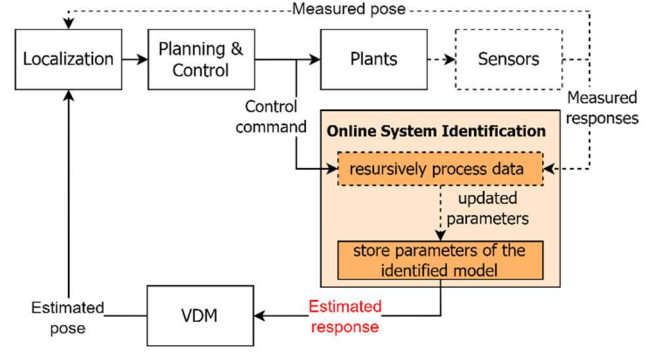 Measured pose
Localization
Planning &
Control
Plants
Sensors
Control
command
Measured
responses
Online System Identification
resursively process data
updated
parameters
store parameters of the
identified model
Estimated
pose
VDM
Estimated
response